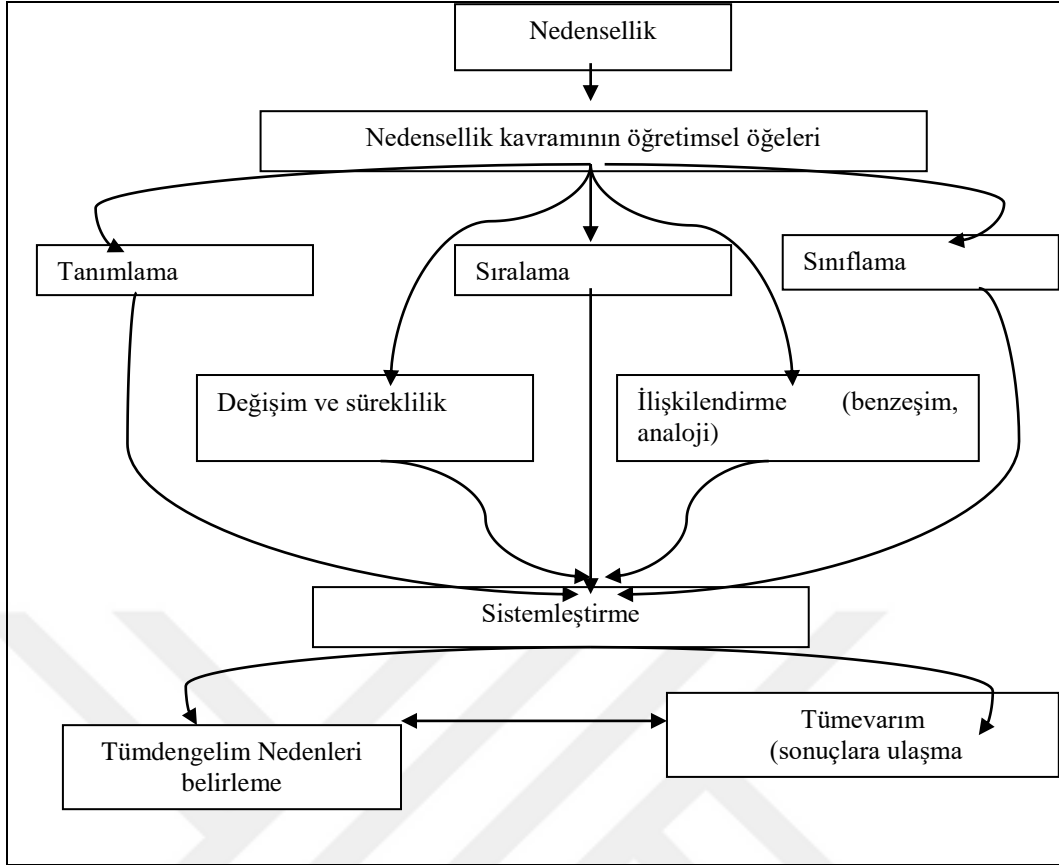 Nedensellik
Nedensellik kavramının öğretimsel öğeleri
Tanımlama
Sıralama
Sınıflama
Değişim ve süreklilik
İlişkilendirme (benzeşim,
analoji)
Sistemleştirme
Tümdengelim Nedenleri
belirleme
Tümevarım
(sonuçlara ulaşma